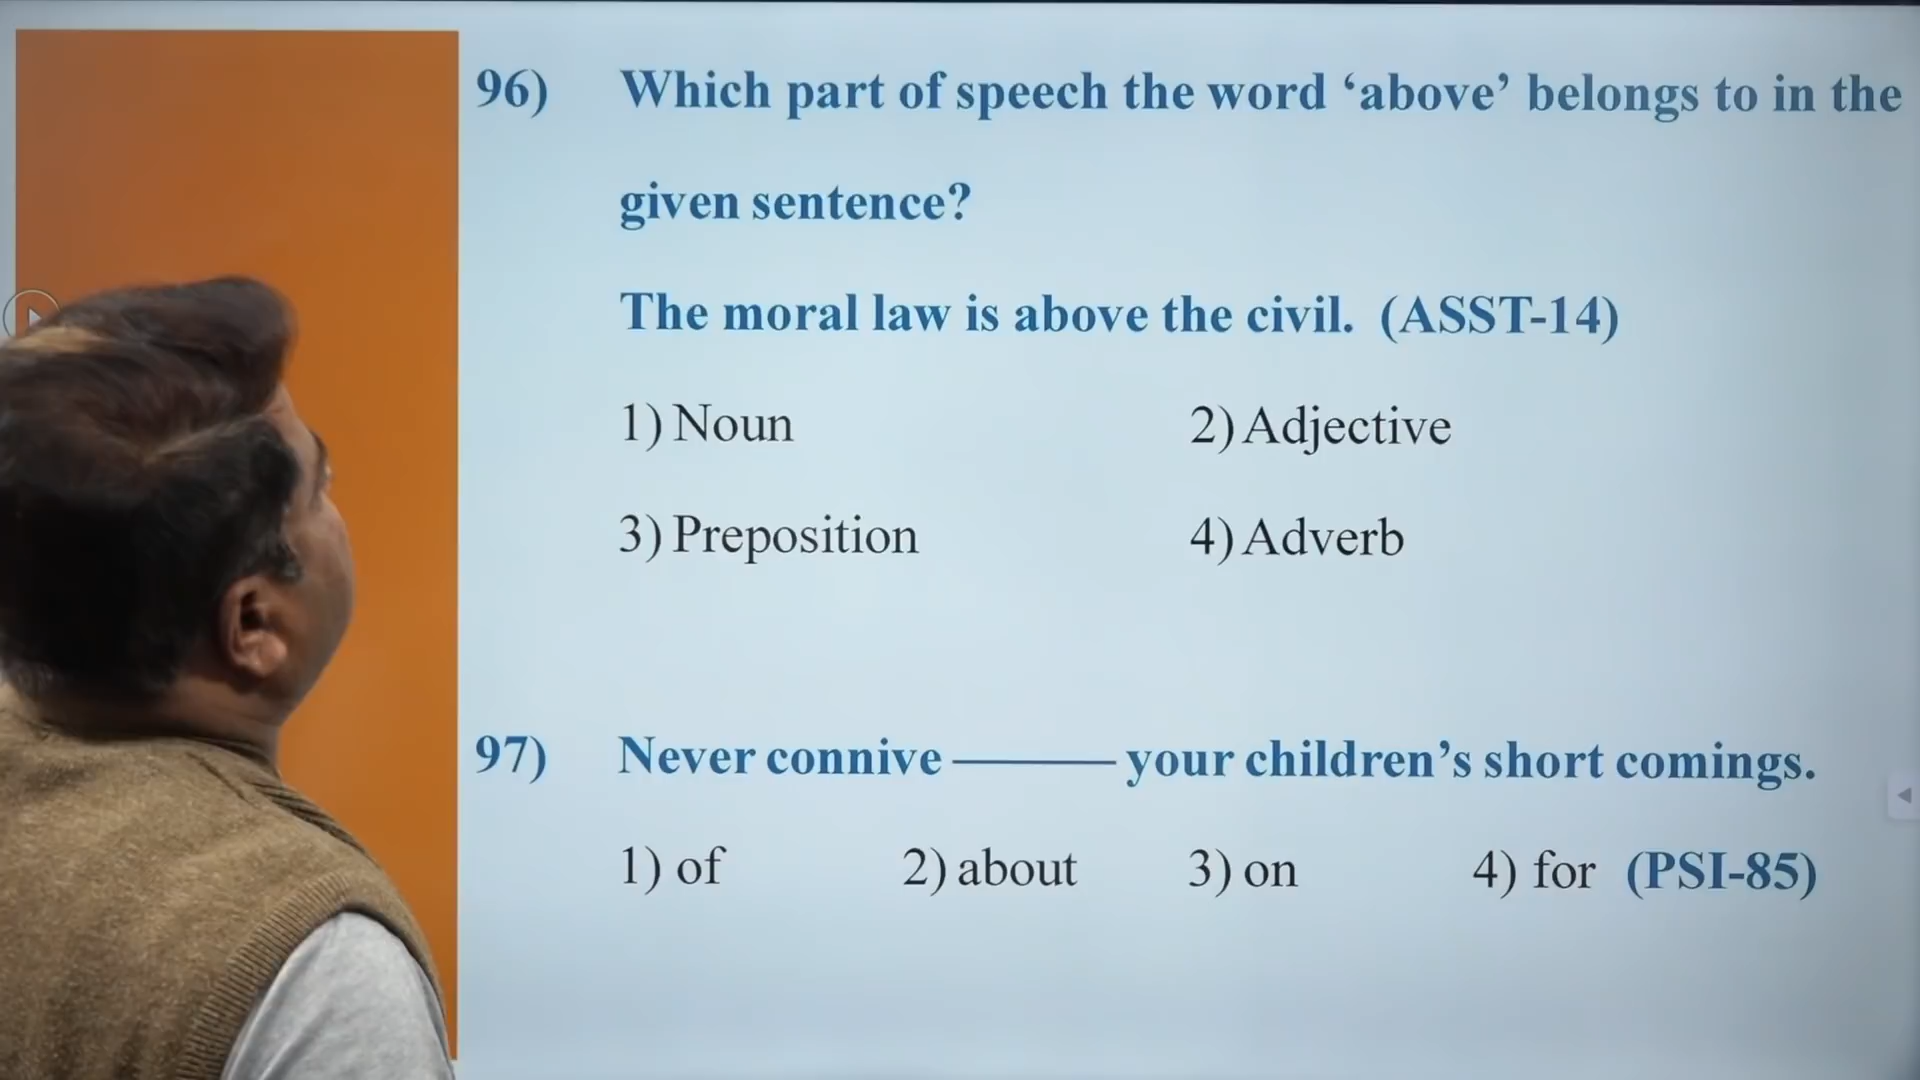 96) Which part of speech the word ‘above’ belongs to in the
given sentence?
The moral law is above the civil. (ASST-14)
1) Noun 2) Adjective
3) Preposition 4) Adverb
97) Never connive ——— your children’s short comings.
1) of 2) about 3) on 4) for (PSI-85)